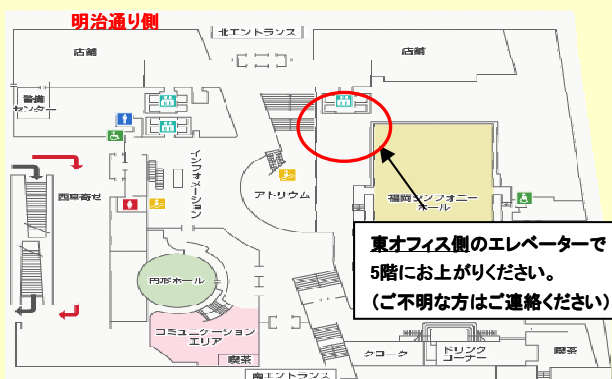 明治通り側
北エントランス
店舗
店舗
警備
センター
インフォメーション
西車寄せ
アトリウム
福岡シンフォニー
ホール
東オフィス側のエレベーターで
5階にお上がりください。
(ご不明な方はご連絡ください)
円形ホール
コミュニケーション
エリア
喫茶
クローク
ドリンク
コーナー
喫茶
南エントランス